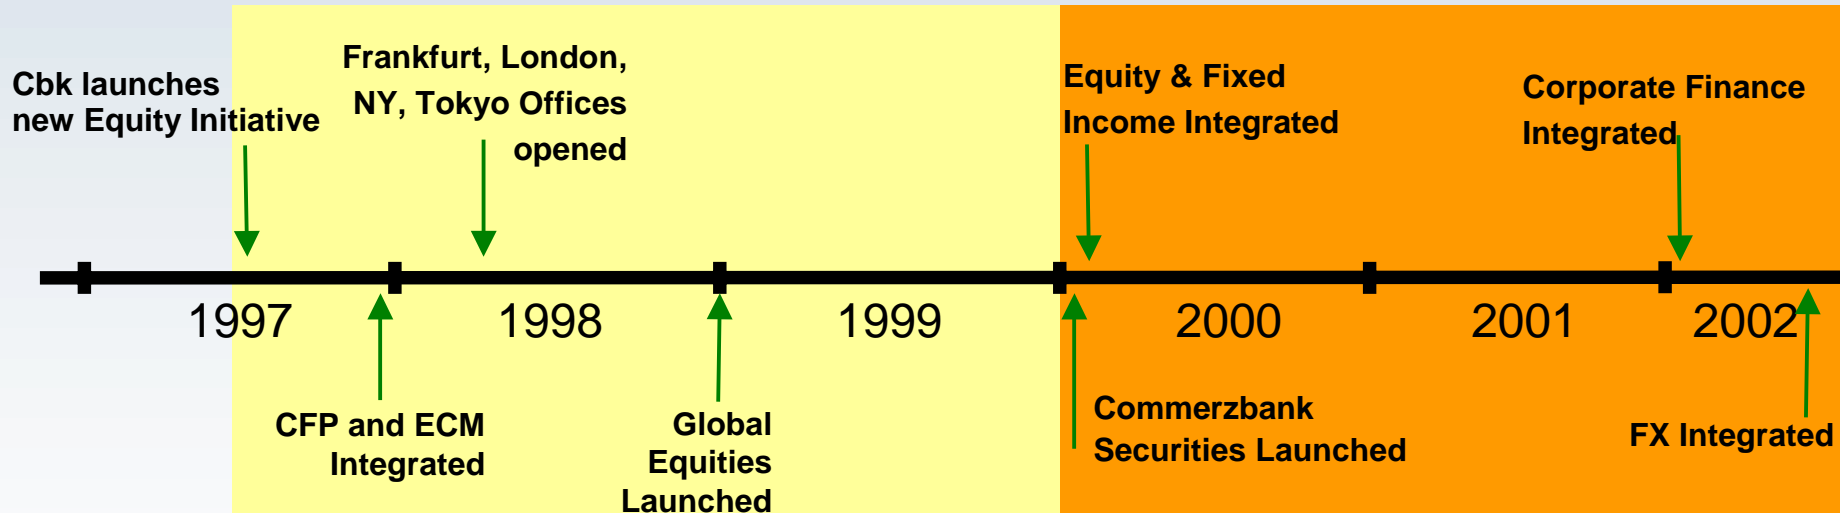 Cbk launches
new Equity Initiative
Frankfurt, London,
NY, Tokyo Offices
opened
Equity & Fixed
Income Integrated
Corporate Finance
Integrated
1997
1998
1999
2000
2001
2002
CFP and ECM
Integrated
Global
Equities
Launched
Commerzbank
Securities Launched
FX Integrated